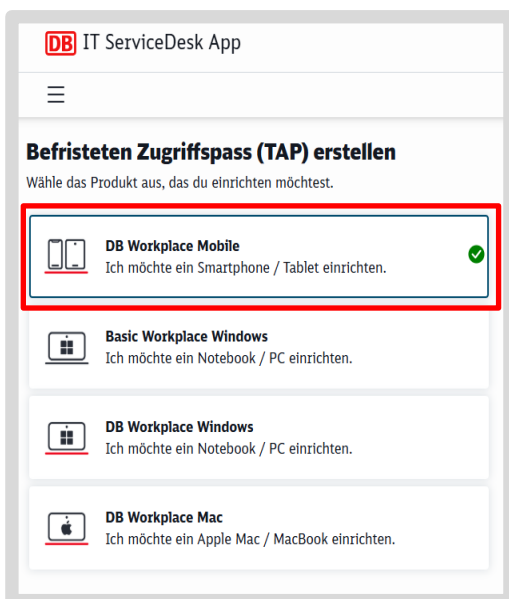 DB IT ServiceDesk App
Befristeten Zugriffspass (TAP) erstellen
Wähle das Produkt aus, das du einrichten möchtest.
DB Workplace Mobile
Ich möchte ein Smartphone / Tablet einrichten.
Basic Workplace Windows
Ich möchte ein Notebook / PC einrichten.
DB Workplace Windows
Ich möchte ein Notebook / PC einrichten.
DB Workplace Mac
Ich möchte ein Apple Mac / MacBook einrichten.